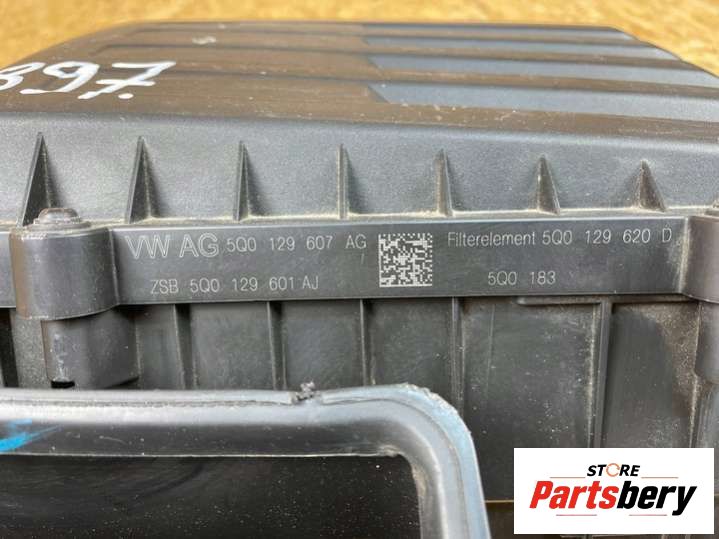 VW AG 5Q0 129 607 AG
ZSB 5Q0 129 601 AJ
Filterelement 5Q0 129 620 D
5Q0 183
STORE
Partsbery